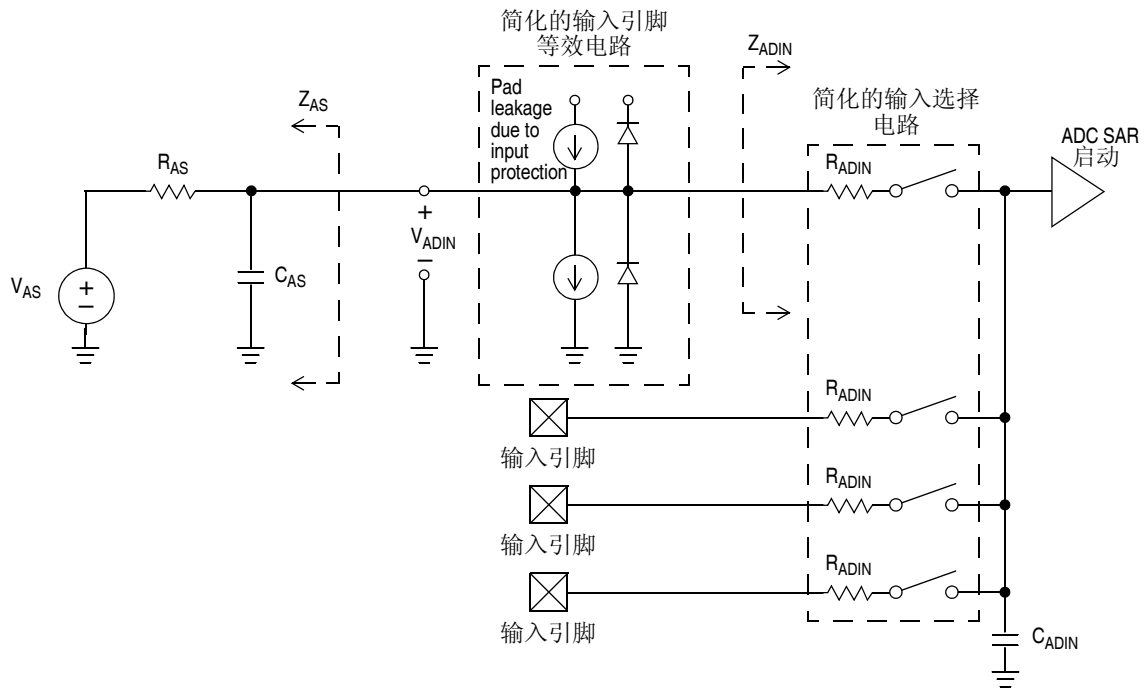 简化的输入引脚
等效电路
Z_ADIN
Z_AS
Pad
leakage
due to
input
protection
简化的输入选择
电路
ADC SAR
启动
R_AS
R_ADIN
+
V_ADIN
−
V_AS
+
−
C_AS
R_ADIN
输入引脚
R_ADIN
输入引脚
R_ADIN
输入引脚
C_ADIN